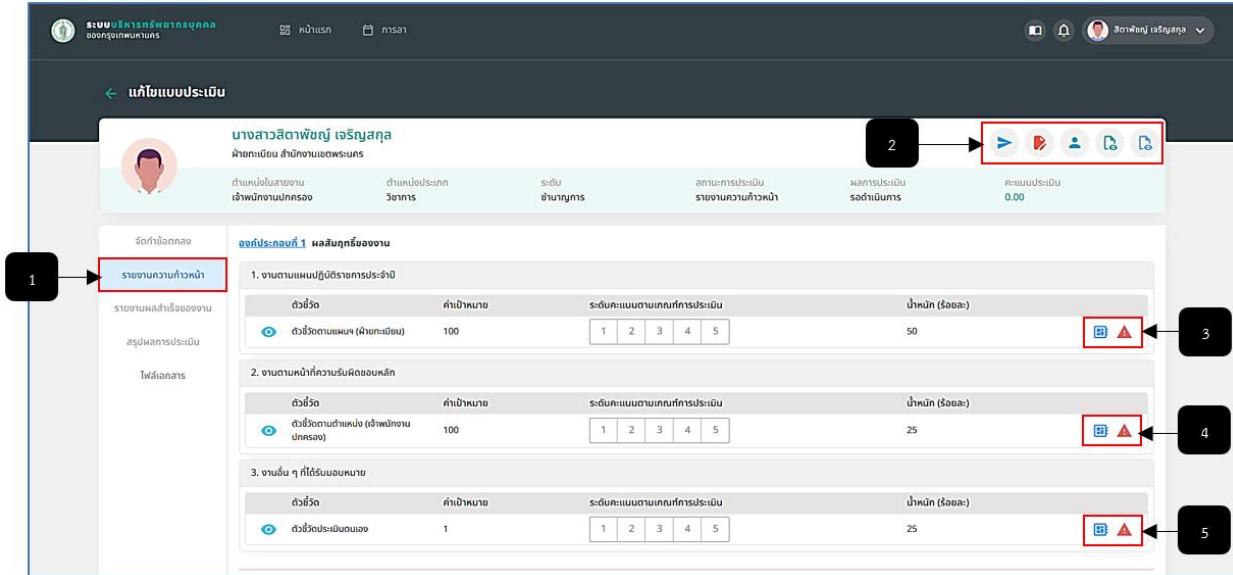 ระบบบริหารทรัพยากรบุคคล
ของกรุงเทพมหานคร
หน้าแรก
การลา
สิตาพัชญ์ เจริญสกุล
แก้ไขแบบประเมิน
นางสาวสิตาพัชญ์ เจริญสกุล
ฝ่ายทะเบียน สำนักงานเขตพระนคร
2
ตำแหน่งในสายงาน ตำแหน่งประเภท ระดับ สถานะการประเมิน ผลการประเมิน คะแนนประเมิน
เจ้าพนักงานปกครอง วิชาการ ชำนาญการ รายงานความก้าวหน้า รอดำเนินการ 0.00
จัดทำข้อตกลง
องค์ประกอบที่ 1 ผลสัมฤทธิ์ของงาน
1
รายงานความก้าวหน้า
1. งานตามแผนปฏิบัติราชการประจำปี
รายงานผลสำเร็จของงาน
ตัวชี้วัด ค่าเป้าหมาย ระดับคะแนนตามเกณฑ์การประเมิน น้ำหนัก (ร้อยละ)
ตัวชี้วัดตามแผนฯ (ฝ่ายทะเบียน) 100 1 2 3 4 5 50
3
สรุปผลการประเมิน
ไฟล์เอกสาร
2. งานตามหน้าที่ความรับผิดชอบหลัก
ตัวชี้วัด ค่าเป้าหมาย ระดับคะแนนตามเกณฑ์การประเมิน น้ำหนัก (ร้อยละ)
ตัวชี้วัดตามตำแหน่ง (เจ้าพนักงาน
ปกครอง) 100 1 2 3 4 5 25
4
3. งานอื่น ๆ ที่ได้รับมอบหมาย
ตัวชี้วัด ค่าเป้าหมาย ระดับคะแนนตามเกณฑ์การประเมิน น้ำหนัก (ร้อยละ)
ตัวชี้วัดประเมินตนเอง 1 1 2 3 4 5 25
5